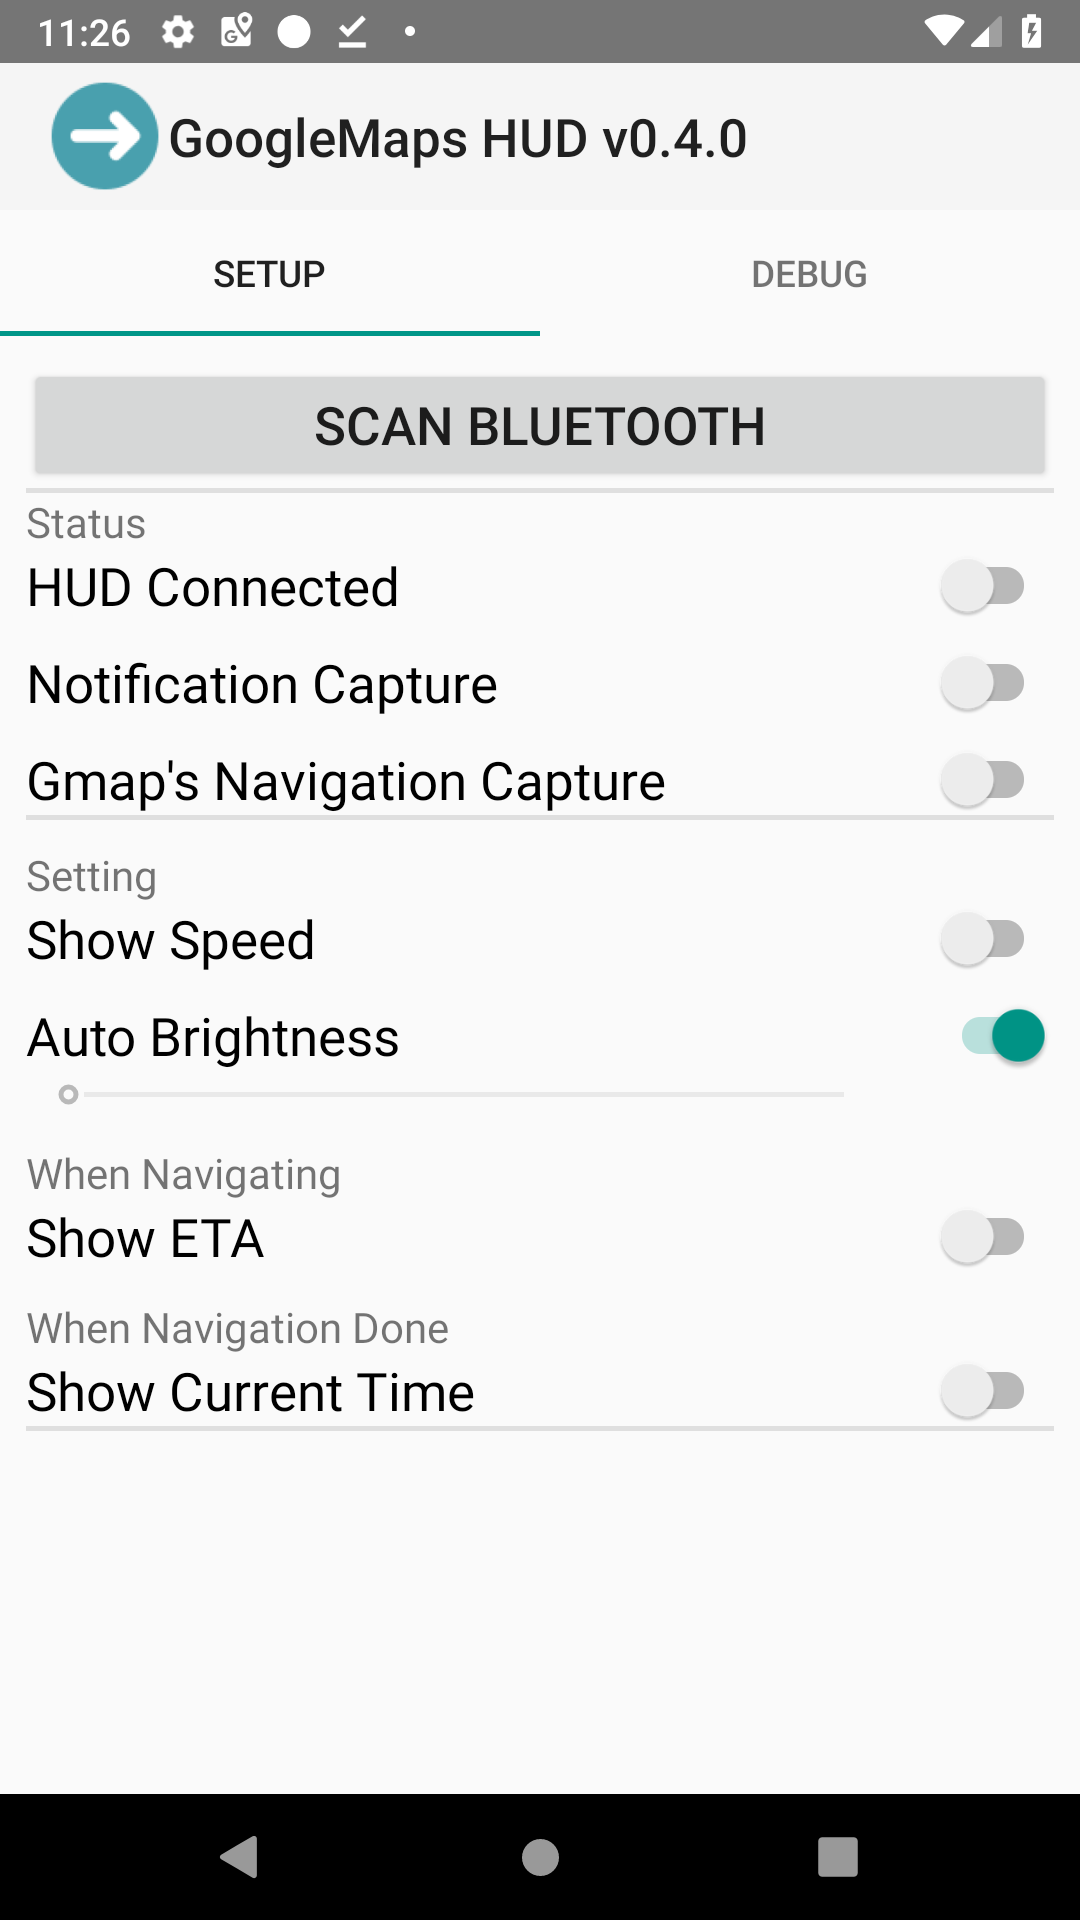 11:26
GoogleMaps HUD v0.4.0
SETUP
DEBUG
SCAN BLUETOOTH
Status
HUD Connected
Notification Capture
Gmap's Navigation Capture
Setting
Show Speed
Auto Brightness
When Navigating
Show ETA
When Navigation Done
Show Current Time